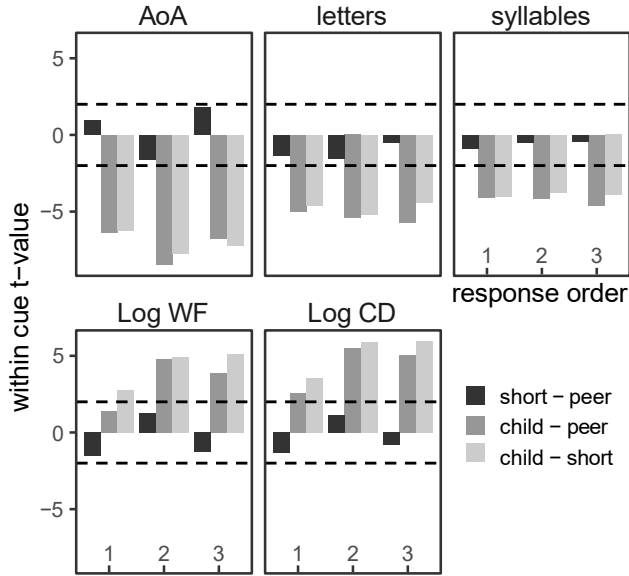 AoA letters syllables
5
0
−5
1 2 3
response order
within cue t−value
Log WF Log CD
5
0
−5
1 2 3 1 2 3
short − peer
child − peer
child − short